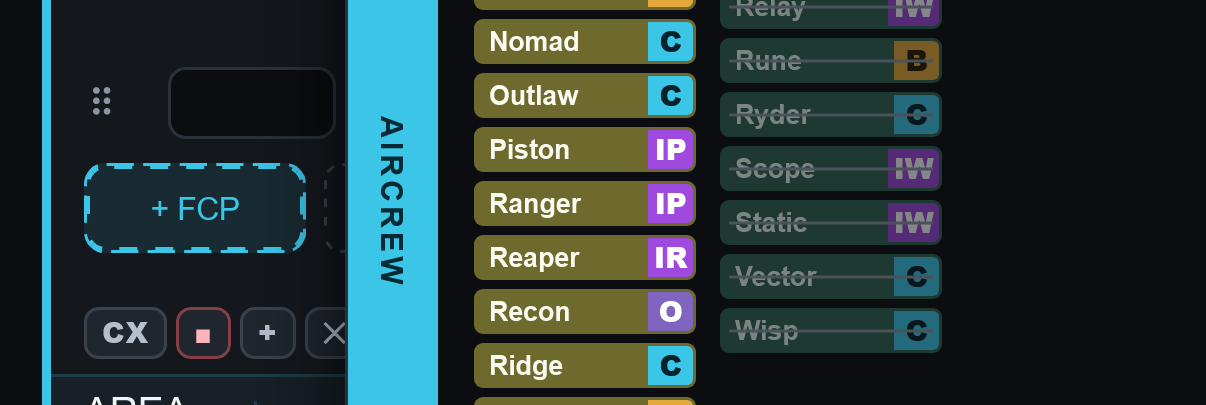 + FCP
CX
+
AREA
AIRCREW
Nomad C
Outlaw C
Piston IP
Ranger IP
Reaper IR
Recon O
Ridge C
Relay IW
Rune B
Ryder C
Scope IW
Static IW
Vector C
Wisp C